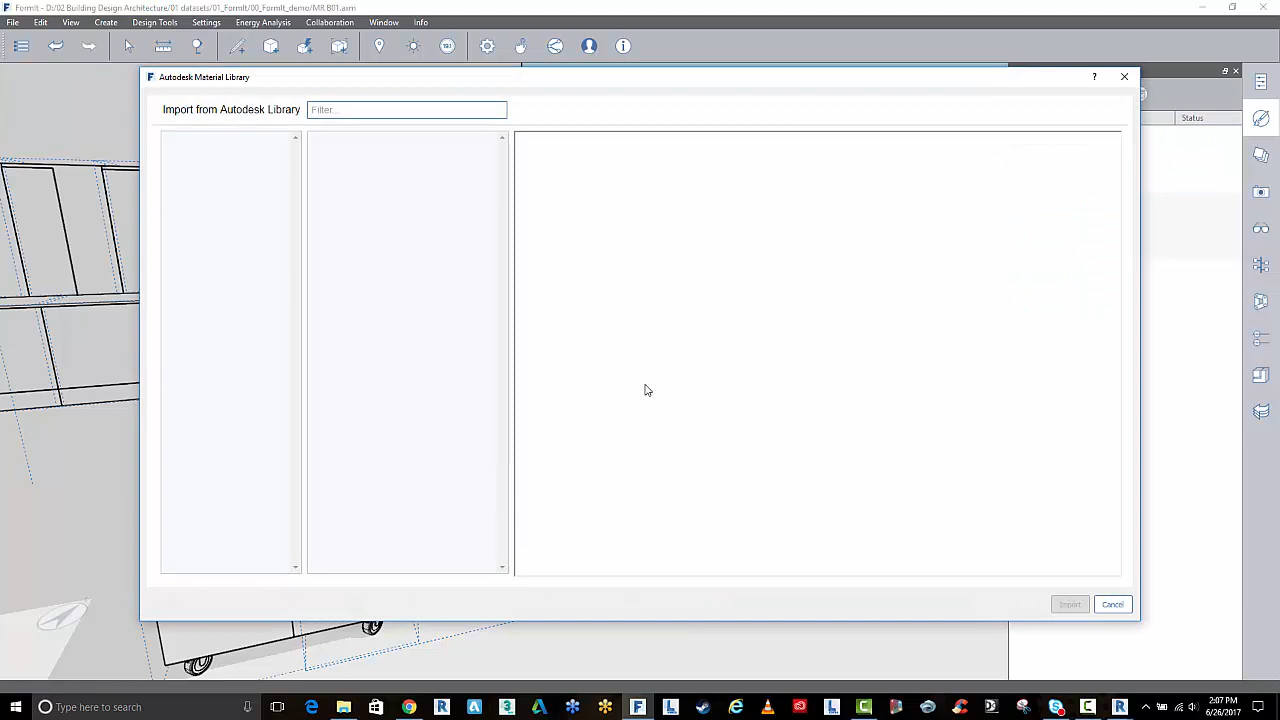 FormIt - D:/02 Building Design Architecture/01 datasets/01_FormIt/00_FormIt_demo/MR B01.axm
File Edit View Create Design Tools Settings Energy Analysis Collaboration Window Info
Autodesk Material Library
?
Import from Autodesk Library Filter...
Status
Import Cancel
Type here to search
2:07 PM
6/26/2017